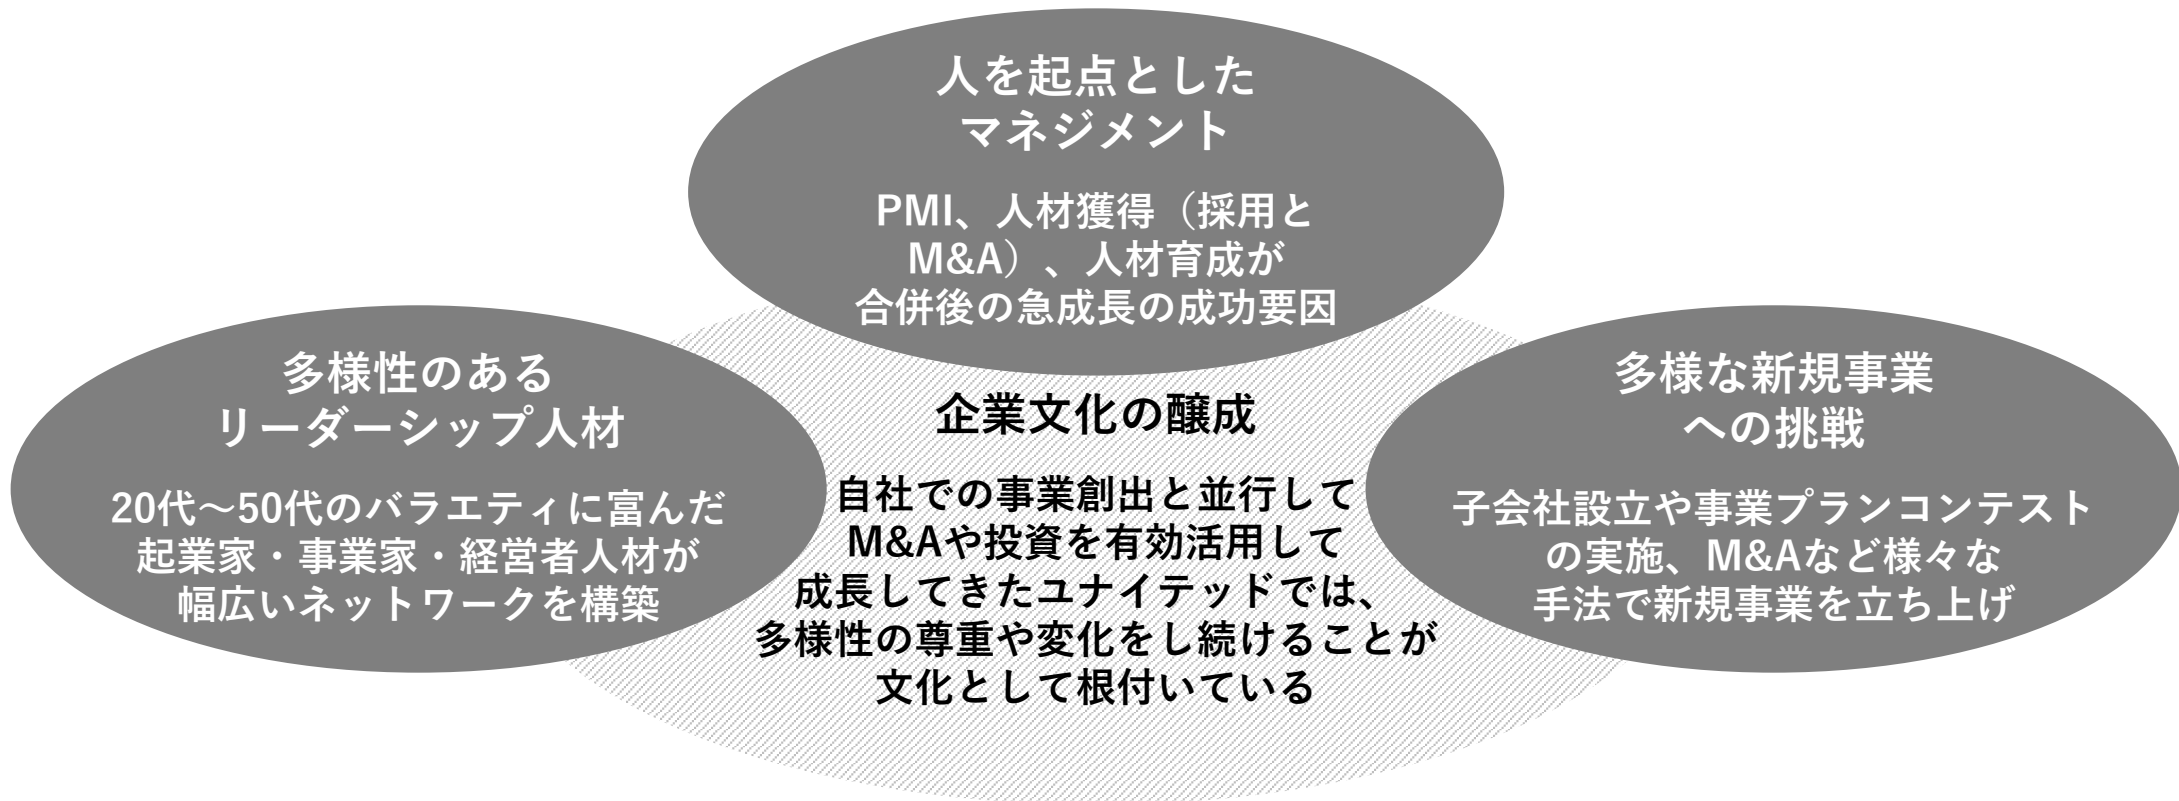 人を起点とした
マネジメント
PMI、人材獲得（採用と
M&A）、人材育成が
合併後の急成長の成功要因
多様性のある
リーダーシップ人材
20代～50代のバラエティに富んだ
起業家・事業家・経営者人材が
幅広いネットワークを構築
企業文化の醸成
自社での事業創出と並行して
M&Aや投資を有効活用して
成長してきたユナイテッドでは、
多様性の尊重や変化をし続けることが
文化として根付いている
多様な新規事業
への挑戦
子会社設立や事業プランコンテスト
の実施、M&Aなど様々な
手法で新規事業を立ち上げ